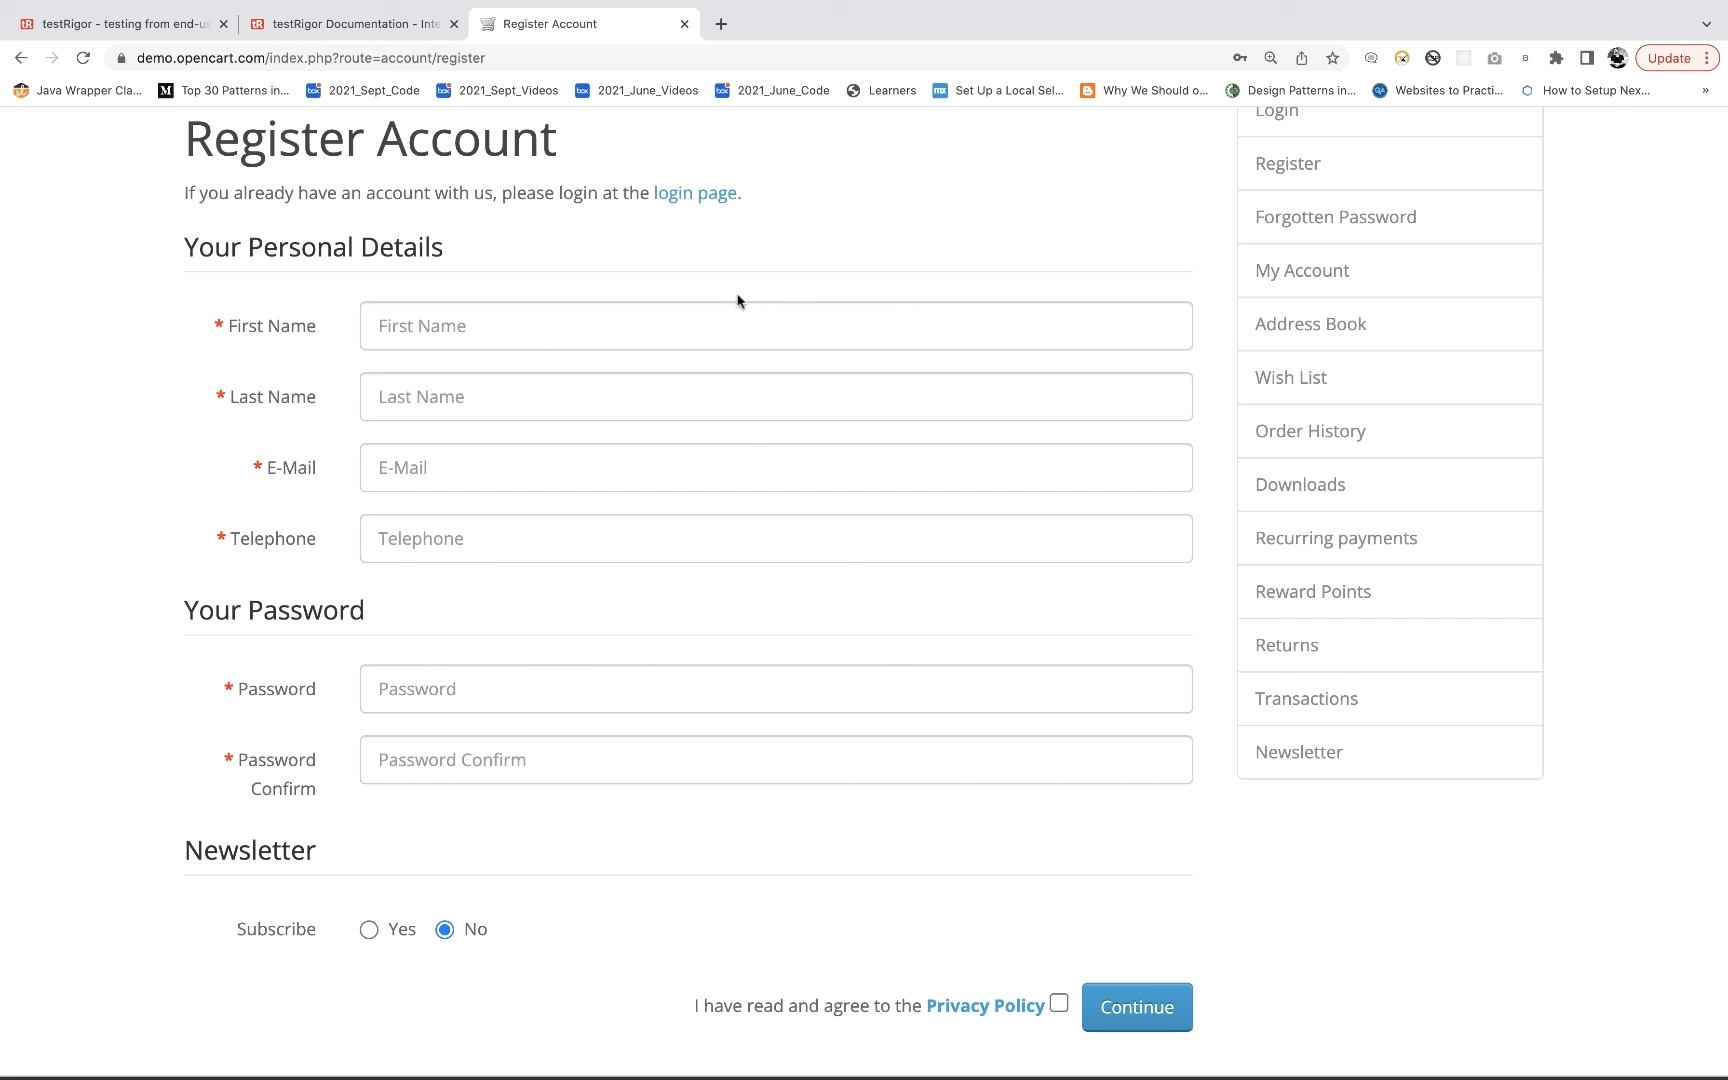 testRigor - testing from end-us
testRigor Documentation - Inte
Register Account
demo.opencart.com/index.php?route=account/register
Update
Java Wrapper Cla...
Top 30 Patterns in...
2021_Sept_Code
2021_Sept_Videos
2021_June_Videos
2021_June_Code
Learners
Set Up a Local Sel...
Why We Should o...
Design Patterns in...
Websites to Practi...
How to Setup Nex...
»
Register Account
If you already have an account with us, please login at the login page.
Your Personal Details
* First Name
First Name
* Last Name
Last Name
* E-Mail
E-Mail
* Telephone
Telephone
Your Password
* Password
Password
* Password
Confirm
Password Confirm
Newsletter
Subscribe
Yes
No
I have read and agree to the Privacy Policy
Continue
Login
Register
Forgotten Password
My Account
Address Book
Wish List
Order History
Downloads
Recurring payments
Reward Points
Returns
Transactions
Newsletter